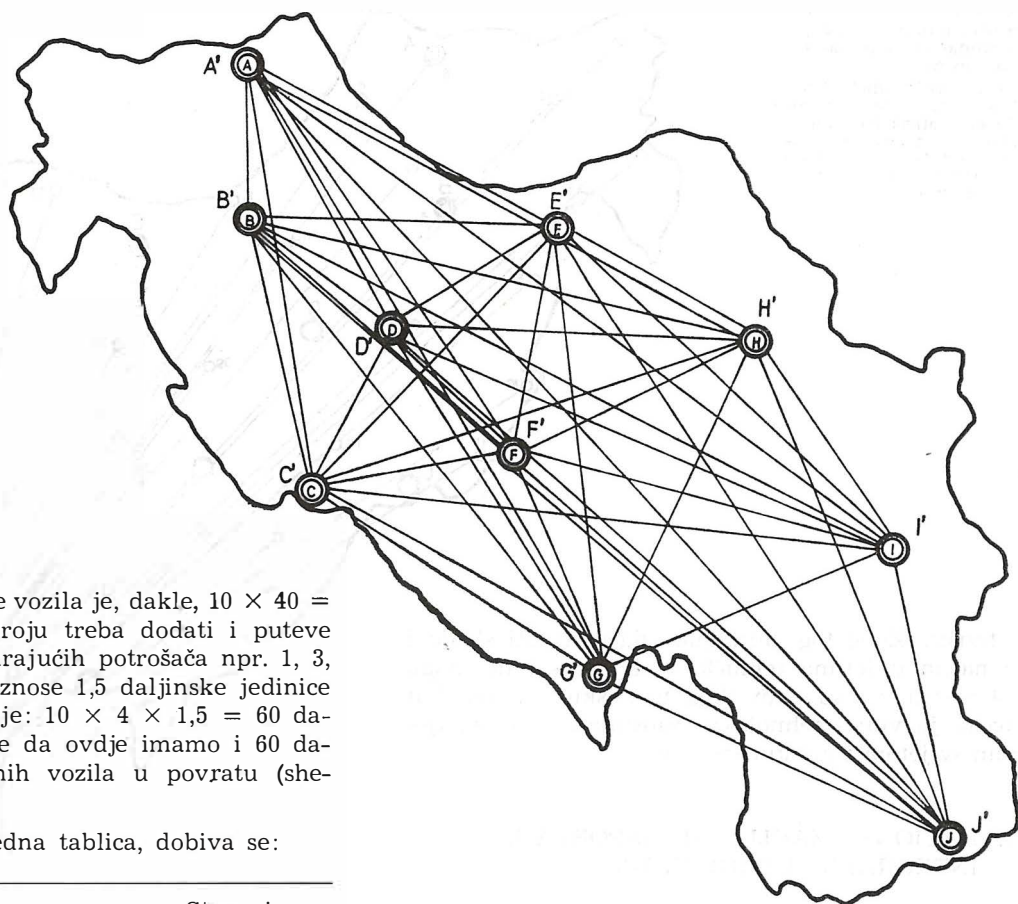 A' A
B' B
E' E
D D'
H' H
F' F
C' C
I' I
G' G
J J'
e vozila je, dakle, 10 × 40 =
roju treba dodati i puteve
arajućih potrošača npr. 1, 3,
znose 1,5 daljinske jedinice
je: 10 × 4 × 1,5 = 60 da-
e da ovdje imamo i 60 da-
nih vozila u povratu (she-
edna tablica, dobiva se: